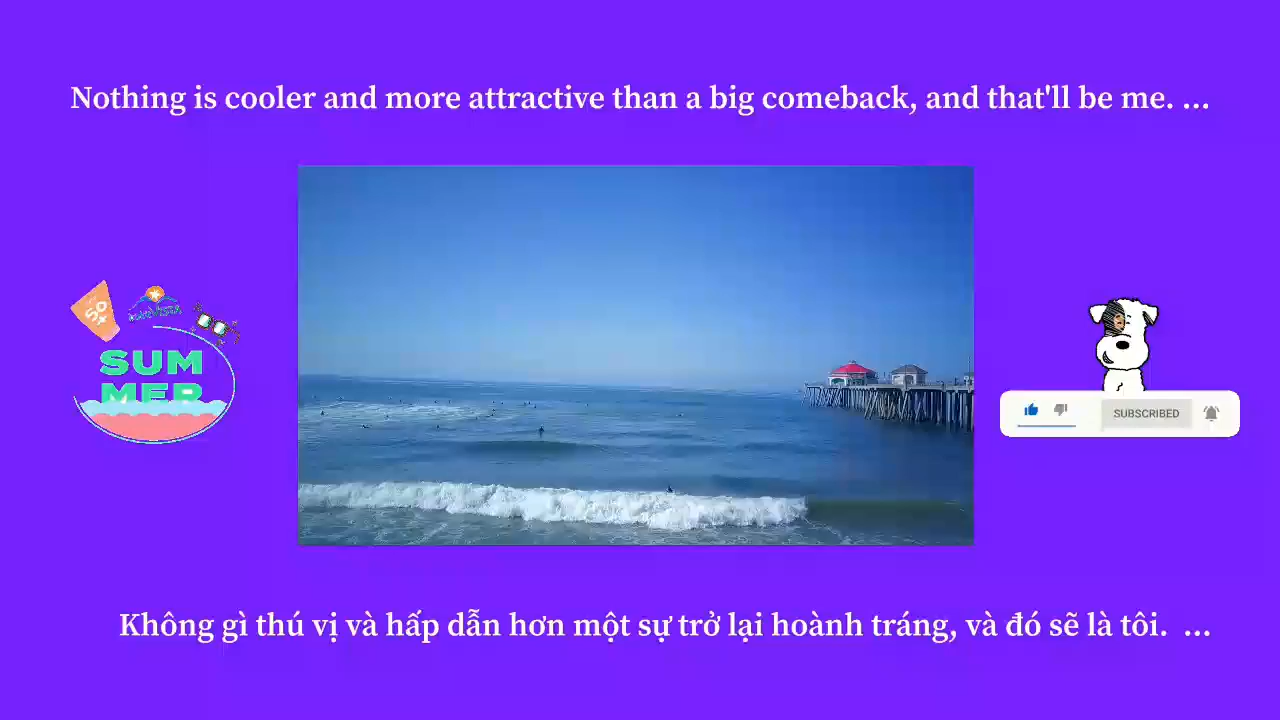 Nothing is cooler and more attractive than a big comeback, and that'll be me. ...
50+
SUM
MER
SUBSCRIBED
Không gì thú vị và hấp dẫn hơn một sự trở lại hoành tráng, và đó sẽ là tôi. ...